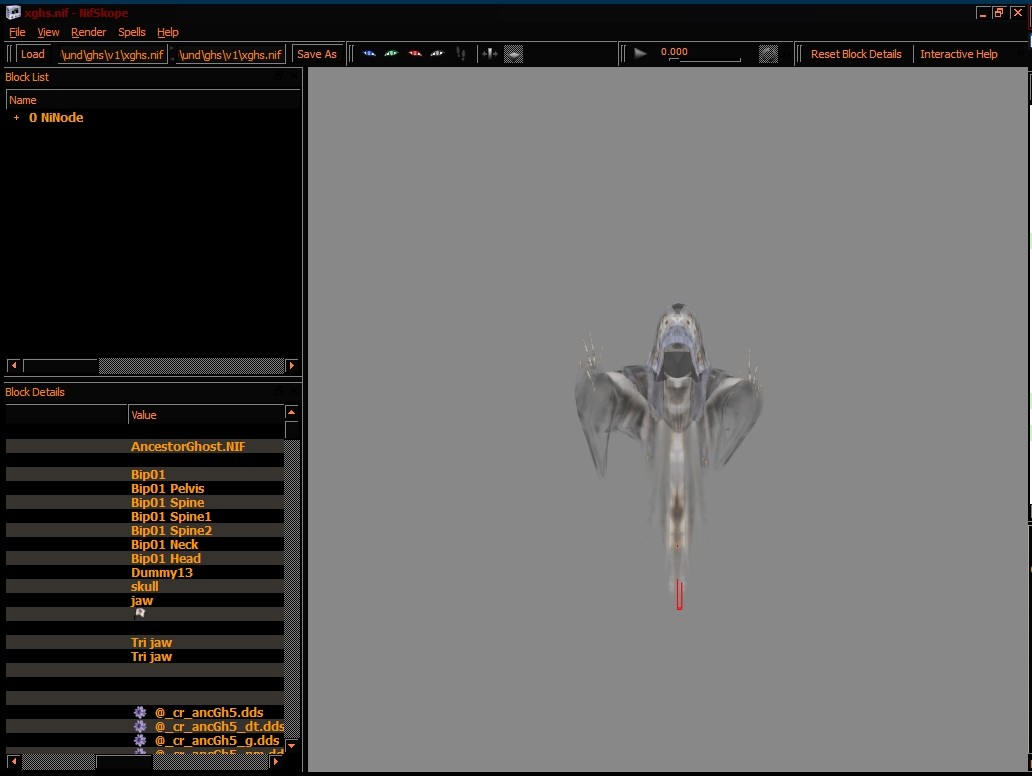 xghs.nif - NifSkope
File View Render Spells Help
Load \und\ghs\v1\xghs.nif \und\ghs\v1\xghs.nif Save As 0.000 Reset Block Details Interactive Help
Block List
Name
+ 0 NiNode
Block Details
Value
AncestorGhost.NIF
Bip01
Bip01 Pelvis
Bip01 Spine
Bip01 Spine1
Bip01 Spine2
Bip01 Neck
Bip01 Head
Dummy13
skull
jaw
Tri jaw
Tri jaw
@_cr_ancGh5.dds
@_cr_ancGh5_dt.dds
@_cr_ancGh5_g.dds